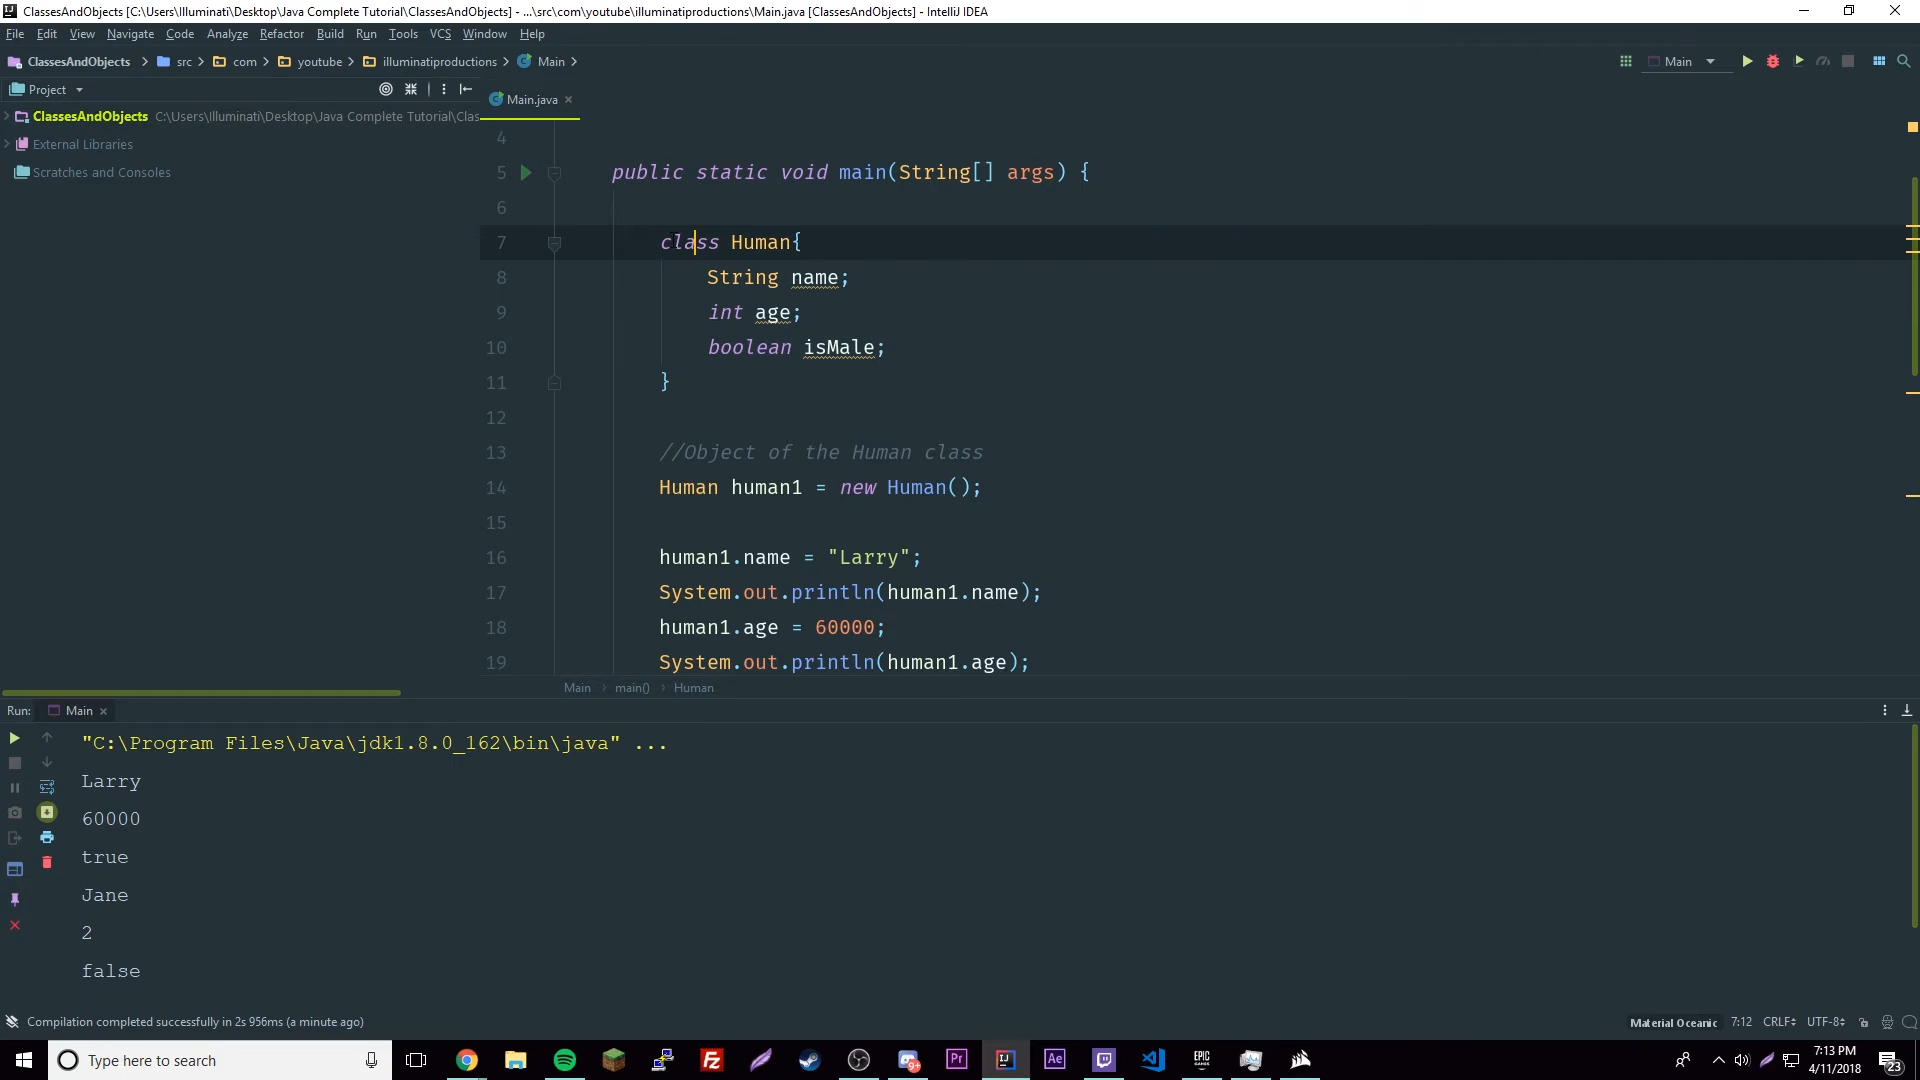 ClassesAndObjects [C:\Users\Illuminati\Desktop\Java Complete Tutorial\ClassesAndObjects] - ...\src\com\youtube\illuminatiproductions\Main.java [ClassesAndObjects] - IntelliJ IDEA
File Edit View Navigate Code Analyze Refactor Build Run Tools VCS Window Help
ClassesAndObjects src com youtube illuminatiproductions Main
Main
Project
Main.java
ClassesAndObjects C:\Users\Illuminati\Desktop\Java Complete Tutorial\Clas
External Libraries
Scratches and Consoles
4
5 public static void main(String[] args) {
6
7 class Human{
8 String name;
9 int age;
10 boolean isMale;
11 }
12
13 //Object of the Human class
14 Human human1 = new Human();
15
16 human1.name = "Larry";
17 System.out.println(human1.name);
18 human1.age = 60000;
19 System.out.println(human1.age);
Main main() Human
Run: Main
"C:\Program Files\Java\jdk1.8.0_162\bin\java" ...
Larry
60000
true
Jane
2
false
Compilation completed successfully in 2s 956ms (a minute ago)
Material Oceanic 7:12 CRLF UTF-8
Type here to search
Fz
9+
Pr
IJ
Ae
EPIC GAMES
7:13 PM
4/11/2018
23